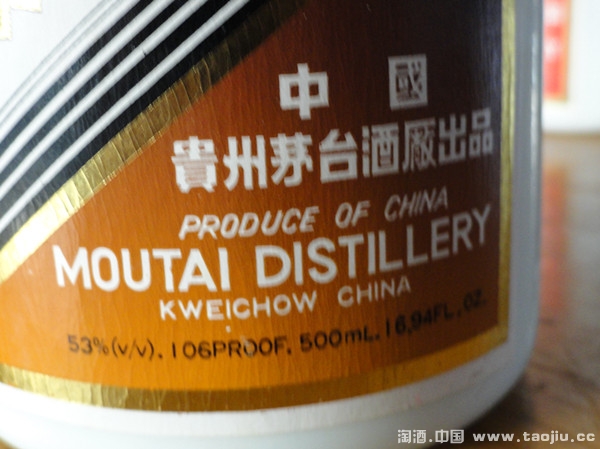 中 國
貴州茅台酒厰出品
PRODUCE OF CHINA
MOUTAI DISTILLERY
KWEICHOW CHINA
53%(v/v). 106PROOF. 500mL. 16,94FL, OZ.
淘酒.中国 www.taojiu.cc